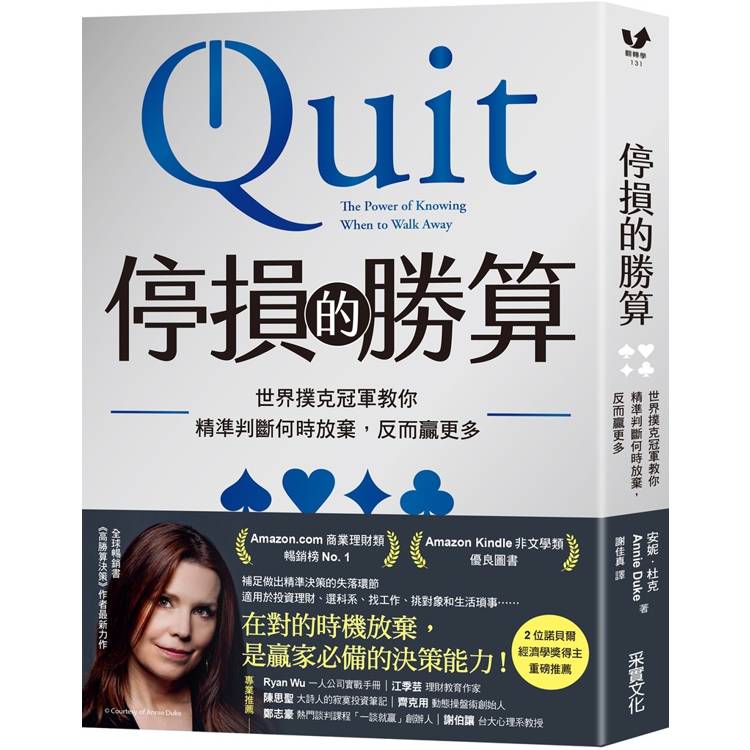 Quit
The Power of Knowing
When to Walk Away
停損的勝算
世界撲克冠軍教你
精準判斷何時放棄，反而贏更多
全球暢銷書
《高勝算決策》作者最新力作
Amazon.com 商業理財類
暢銷榜 No. 1
Amazon Kindle 非文學類
優良圖書
補足做出精準決策的失落環節
適用於投資理財、選科系、找工作、挑對象和生活瑣事……
在對的時機放棄，
是贏家必備的決策能力！
2 位諾貝爾
經濟學獎得主
重磅推薦
專業推薦
Ryan Wu 一人公司實戰手冊｜江季芸 理財教育作家
陳思聖 大詩人的寂寞投資筆記｜齊克用 動態操盤術創始人
鄭志豪 熱門談判課程「一談就贏」創辦人｜謝伯讓 台大心理系教授
© Courtesy of Annie Duke
翻轉學
131
停損的勝算
世界撲克冠軍教你
精準判斷何時放棄，
反而贏更多
安妮·杜克
Annie Duke 著
謝佳真 譯
采實文化